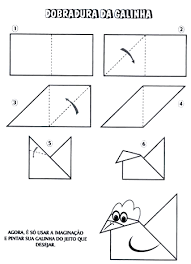 DOBRADURA DA GALINHA
1
2
3
4
5
6
AGORA, É SÓ USAR A IMAGINAÇÃO
E PINTAR SUA GALINHA DO JEITO QUE
DESEJAR.